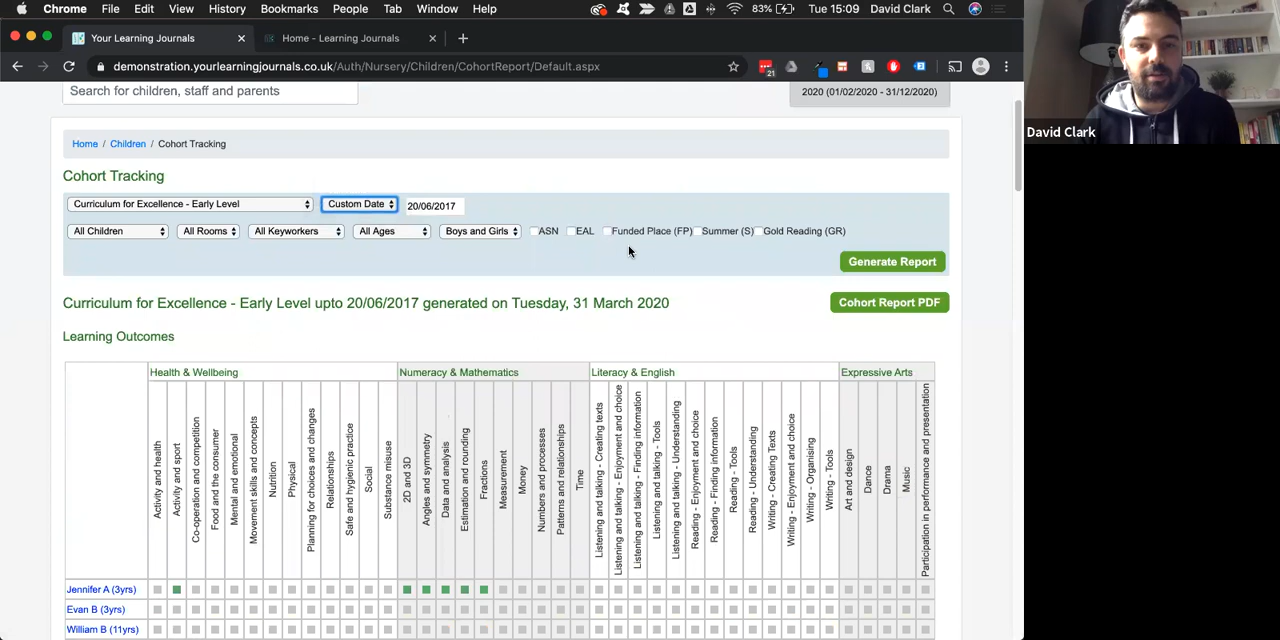 Chrome File Edit View History Bookmarks People Tab Window Help 83% Tue 15:09 David Clark
Your Learning Journals Home - Learning Journals
demonstration.yourlearningjournals.co.uk/Auth/Nursery/Children/CohortReport/Default.aspx 21
Search for children, staff and parents 2020 (01/02/2020 - 31/12/2020)
David Clark
Home / Children / Cohort Tracking
Cohort Tracking
Curriculum for Excellence - Early Level Custom Date 20/06/2017
All Children All Rooms All Keyworkers All Ages Boys and Girls ASN EAL Funded Place (FP) Summer (S) Gold Reading (GR)
Generate Report
Curriculum for Excellence - Early Level upto 20/06/2017 generated on Tuesday, 31 March 2020 Cohort Report PDF
Learning Outcomes
Health & Wellbeing Numeracy & Mathematics Literacy & English Expressive Arts
Activity and health
Activity and sport
Co-operation and competition
Food and the consumer
Mental and emotional
Movement skills and concepts
Nutrition
Physical
Planning for choices and changes
Relationships
Safe and hygienic practice
Social
Substance misuse
2D and 3D
Angles and symmetry
Data and analysis
Estimation and rounding
Fractions
Measurement
Money
Numbers and processes
Patterns and relationships
Time
Listening and talking - Creating texts
Listening and talking - Enjoyment and choice
Listening and talking - Finding information
Listening and talking - Tools
Listening and talking - Understanding
Reading - Enjoyment and choice
Reading - Finding information
Reading - Tools
Reading - Understanding
Writing - Creating Texts
Writing - Enjoyment and choice
Writing - Organising
Writing - Tools
Art and design
Dance
Drama
Music
Participation in performance and presentation
Jennifer A (3yrs)
Evan B (3yrs)
William B (11yrs)